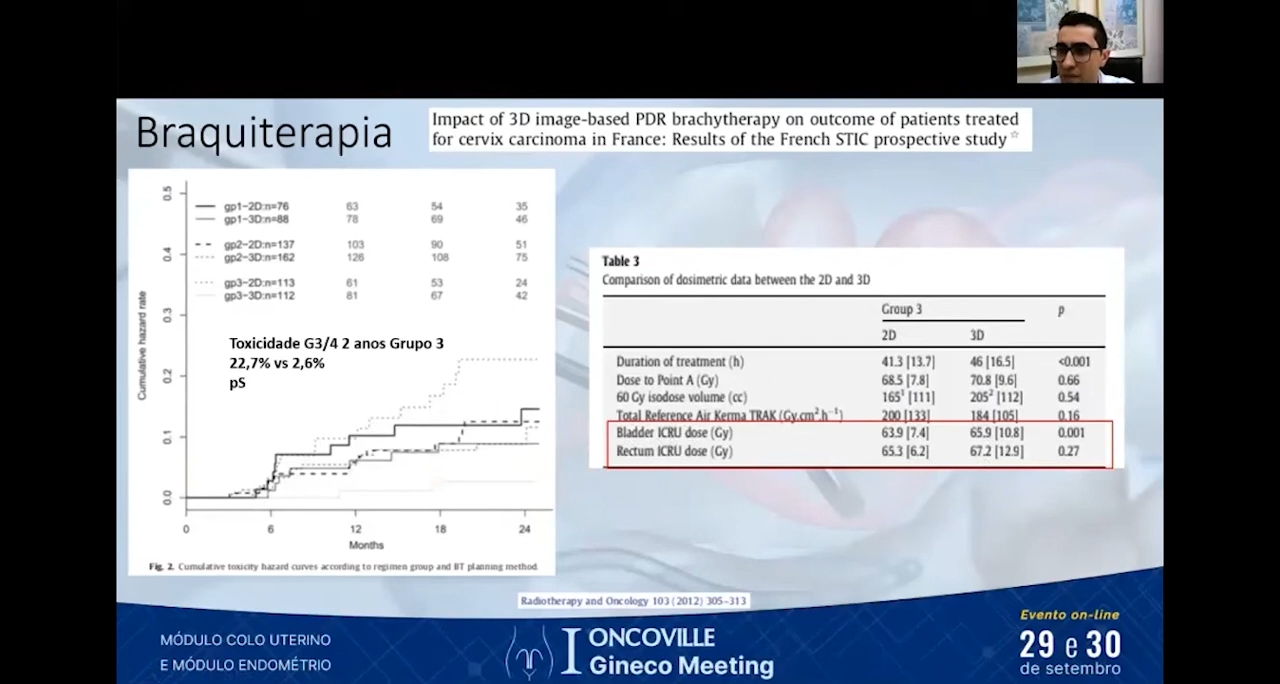 Braquiterapia
Impact of 3D image-based PDR brachytherapy on outcome of patients treated
for cervix carcinoma in France: Results of the French STIC prospective study ☆
0.5
0.4
0.3
0.2
0.1
0.0
Cumulative hazard rate
gp1-2D:n=76 63 54 35
gp1-3D:n=88 78 69 46
gp2-2D:n=137 103 90 51
gp2-3D:n=162 126 108 75
gp3-2D:n=113 61 53 24
gp3-3D:n=112 81 67 42
Toxicidade G3/4 2 anos Grupo 3
22,7% vs 2,6%
pS
0 6 12 18 24
Months
Fig. 2. Cumulative toxicity hazard curves according to regimen group and BT planning method.
Table 3
Comparison of dosimetric data between the 2D and 3D
Group 3 p
2D 3D
Duration of treatment (h) 41.3 [13.7] 46 [16.5] <0.001
Dose to Point A (Gy) 68.5 [7.8] 70.8 [9.6] 0.66
60 Gy isodose volume (cc) 165¹ [111] 205² [112] 0.54
Total Reference Air Kerma TRAK (Gy.cm².h⁻¹) 200 [133] 184 [105] 0.16
Bladder ICRU dose (Gy) 63.9 [7.4] 65.9 [10.8] 0.001
Rectum ICRU dose (Gy) 65.3 [6.2] 67.2 [12.9] 0.27
Radiotherapy and Oncology 103 (2012) 305–313
MÓDULO COLO UTERINO
E MÓDULO ENDOMÉTRIO
I ONCOVILLE
Gineco Meeting
Evento on-line
29 e 30
de setembro